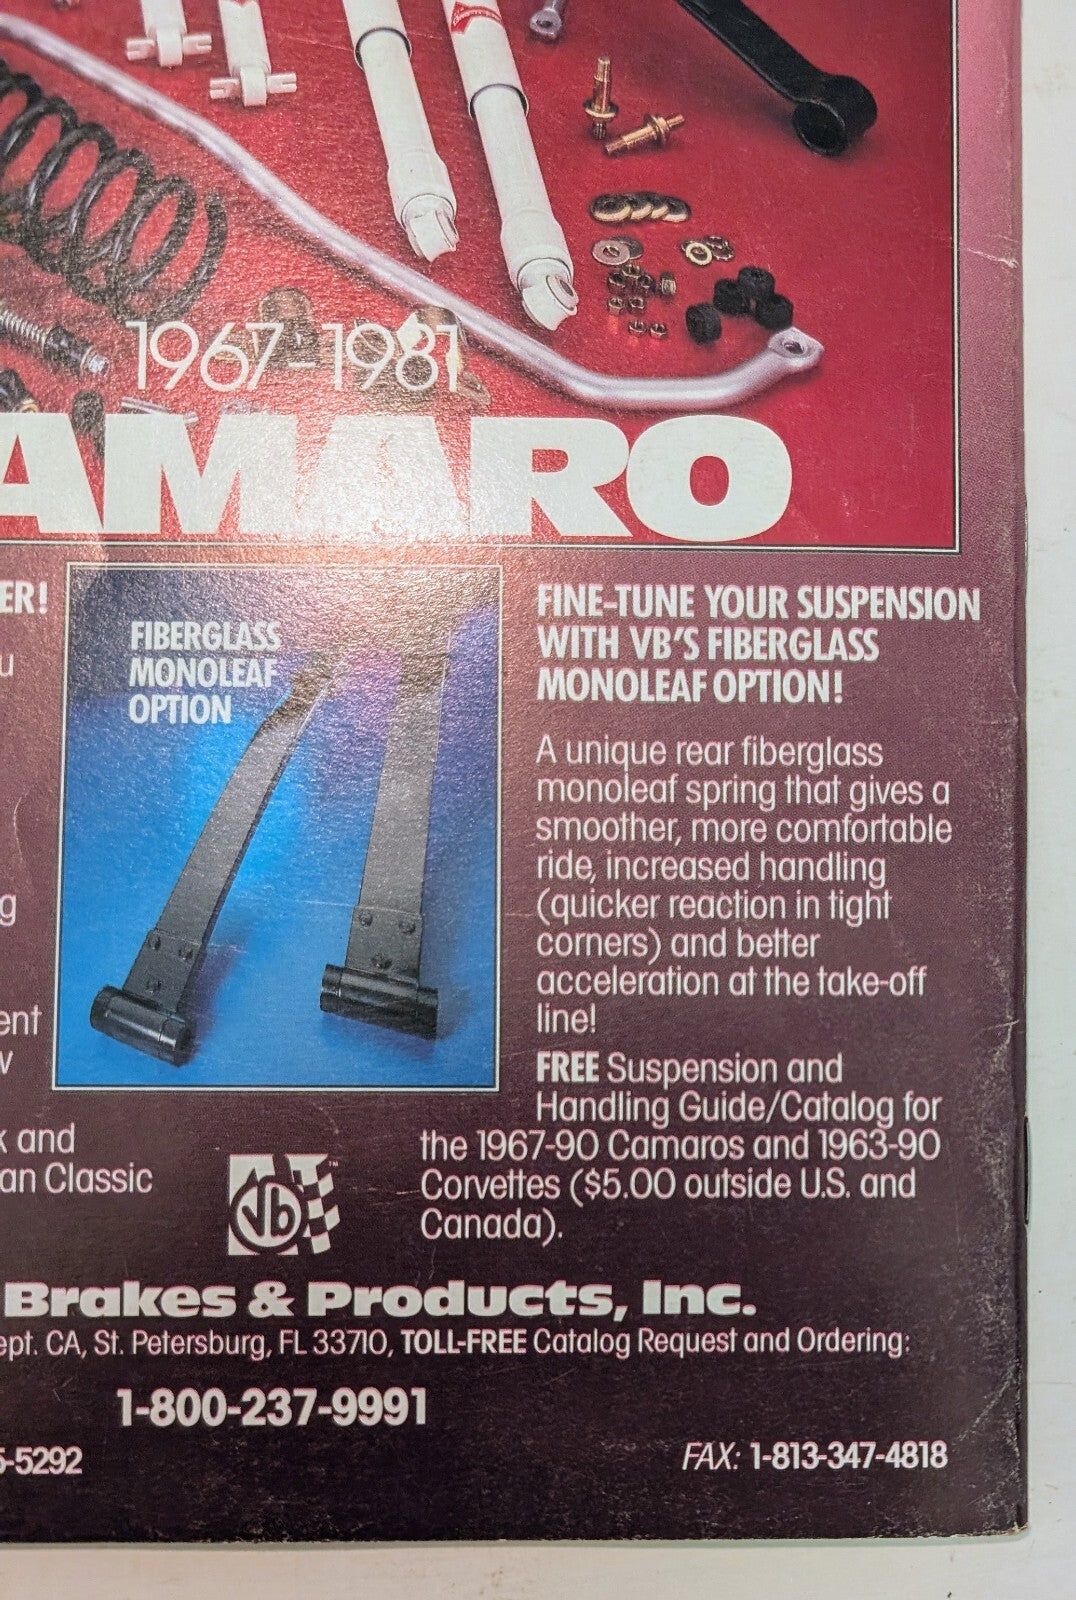 1967-1981
AMARO
ER!
u
g
ent
w
k and
an Classic
FIBERGLASS
MONOLEAF
OPTION
FINE-TUNE YOUR SUSPENSION
WITH VB'S FIBERGLASS
MONOLEAF OPTION!
A unique rear fiberglass
monoleaf spring that gives a
smoother, more comfortable
ride, increased handling
(quicker reaction in tight
corners) and better
acceleration at the take-off
line!
FREE Suspension and
Handling Guide/Catalog for
the 1967-90 Camaros and 1963-90
Corvettes ($5.00 outside U.S. and
Canada).
vb
™
Brakes & Products, Inc.
ept. CA, St. Petersburg, FL 33710, TOLL-FREE Catalog Request and Ordering:
1-800-237-9991
5-5292
FAX: 1-813-347-4818